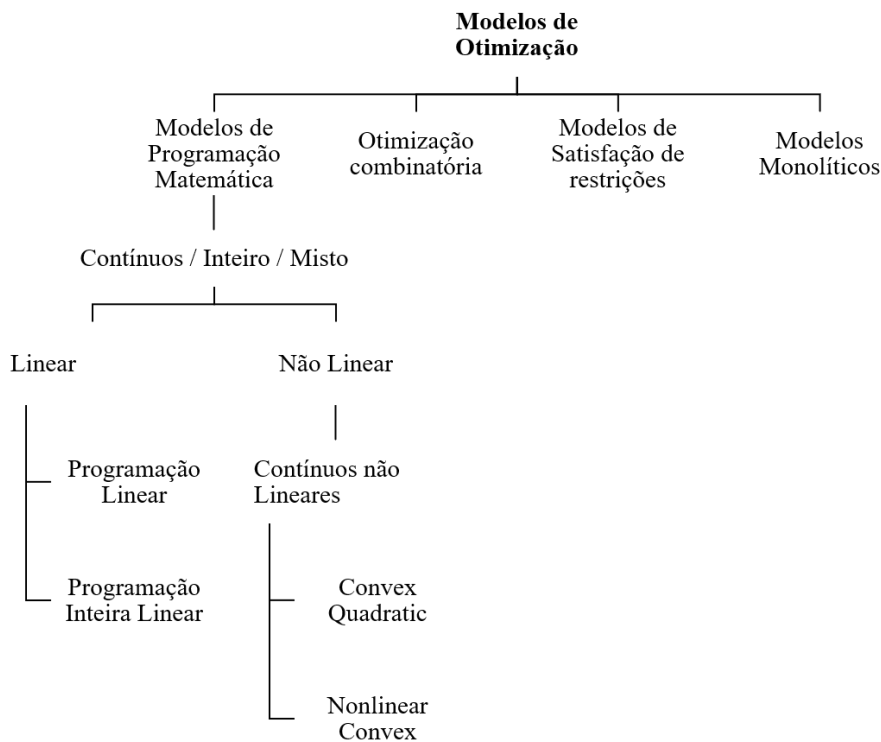 Modelos de
Otimização
Modelos de
Programação
Matemática
Otimização
combinatória
Modelos de
Satisfação de
restrições
Modelos
Monolíticos
Contínuos / Inteiro / Misto
Linear
Não Linear
Programação
Linear
Contínuos não
Lineares
Programação
Inteira Linear
Convex
Quadratic
Nonlinear
Convex